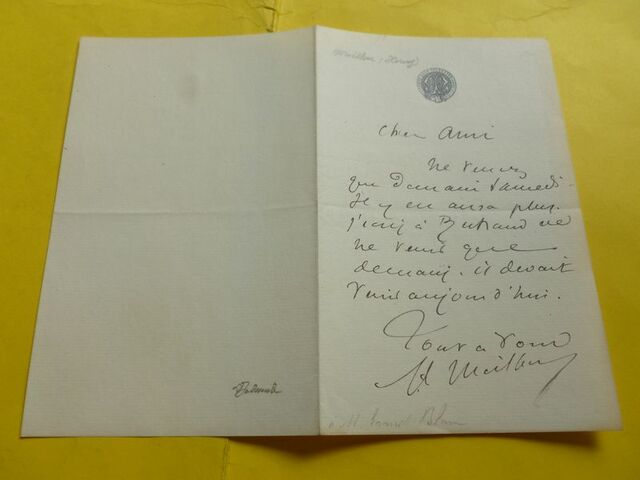 Meilhac (Henry)
Cher Ami
Ne venez
que Demain Samedi.
Il y en aura plus.
J'écris à Bertrand de
ne venir que
demain. il devait
venir aujourd'hui.
Tout à vous
H Meilhac
à M.